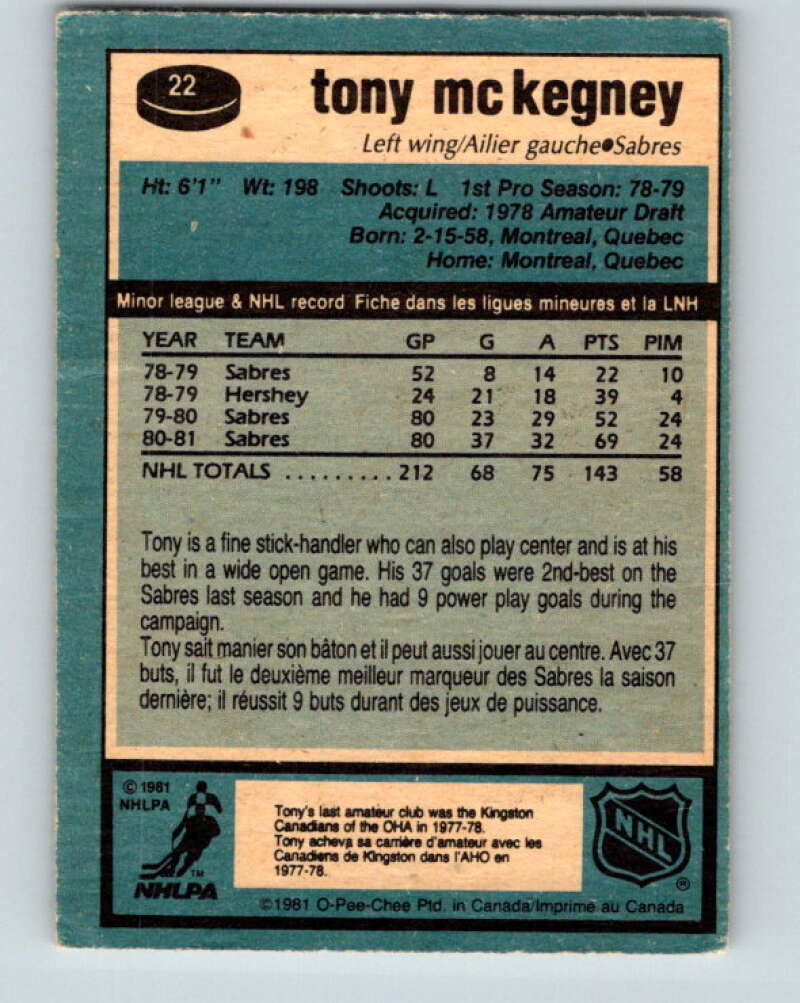 22
tony mc kegney
Left wing/Ailier gauche●Sabres
Ht: 6'1" Wt: 198 Shoots: L 1st Pro Season: 78-79
Acquired: 1978 Amateur Draft
Born: 2-15-58, Montreal, Quebec
Home: Montreal, Quebec
Minor league & NHL record Fiche dans les ligues mineures et la LNH
YEAR TEAM GP G A PTS PIM
78-79 Sabres 52 8 14 22 10
78-79 Hershey 24 21 18 39 4
79-80 Sabres 80 23 29 52 24
80-81 Sabres 80 37 32 69 24
NHL TOTALS ......... 212 68 75 143 58
Tony is a fine stick-handler who can also play center and is at his
best in a wide open game. His 37 goals were 2nd-best on the
Sabres last season and he had 9 power play goals during the
campaign.
Tony sait manier son bâton et il peut aussi jouer au centre. Avec 37
buts, il fut le deuxième meilleur marqueur des Sabres la saison
dernière; il réussit 9 buts durant des jeux de puissance.
© 1981
NHLPA
TM
NHLPA
Tony's last amateur club was the Kingston
Canadians of the OHA in 1977-78.
Tony acheva sa carrière d'amateur avec les
Canadiens de Kingston dans l'AHO en
1977-78.
NHL
®
©1981 O-Pee-Chee Ptd. in Canada/Imprimé au Canada